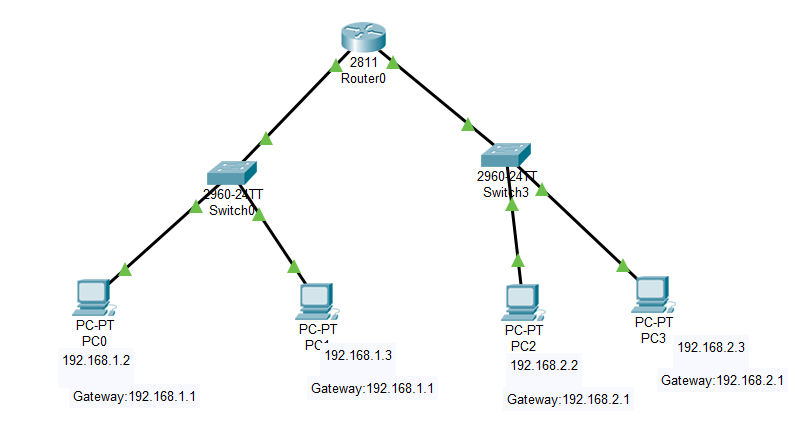 2811
Router0
2960-24TT
Switch0
2960-24TT
Switch3
PC-PT
PC0
192.168.1.2
Gateway:192.168.1.1
PC-PT
PC1
192.168.1.3
Gateway:192.168.1.1
PC-PT
PC2
192.168.2.2
Gateway:192.168.2.1
PC-PT
PC3
192.168.2.3
Gateway:192.168.2.1